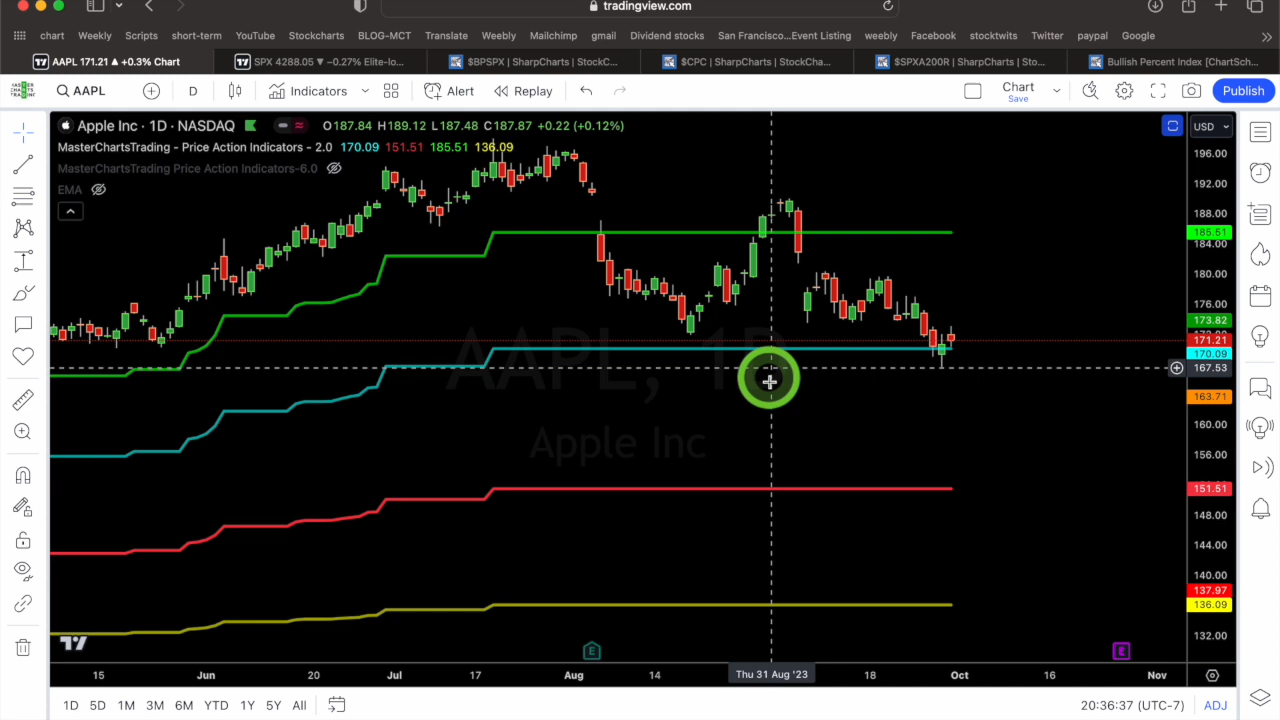 tradingview.com
chart Weekly Scripts short-term YouTube Stockcharts BLOG-MCT Translate Weebly Mailchimp gmail Dividend stocks San Francisco...Event Listing weebly Facebook stocktwits Twitter paypal Google
AAPL 171.21 ▲ +0.3% Chart
SPX 4288.05 ▼ −0.27% Elite-lo...
$BPSPX | SharpCharts | StockC...
$CPC | SharpCharts | StockCha...
$SPXA200R | SharpCharts | Sto...
Bullish Percent Index [ChartSch...
AAPL D Indicators Alert Replay Chart Save Publish
Apple Inc · 1D · NASDAQ O187.84 H189.12 L187.48 C187.87 +0.22 (+0.12%)
MasterChartsTrading - Price Action Indicators - 2.0 170.09 151.51 185.51 136.09
MasterChartsTrading Price Action Indicators-6.0
EMA
AAPL, 1D
Apple Inc
USD
196.00
192.00
188.00
185.51
184.00
180.00
176.00
173.82
171.21
170.09
167.53
163.71
160.00
156.00
151.51
148.00
144.00
140.00
137.97
136.09
132.00
E E
15 Jun 20 Jul 17 Aug 14 Thu 31 Aug '23 18 Oct 16 Nov
1D 5D 1M 3M 6M YTD 1Y 5Y All 20:36:37 (UTC-7) ADJ